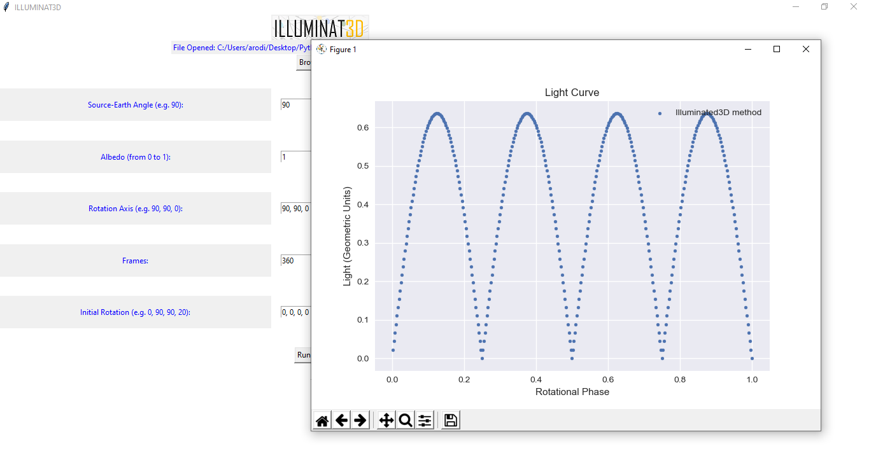 ILLUMINAT3D
ILLUMINAT3D
File Opened: C:/Users/arodi/Desktop/Pyt
Bro
Source-Earth Angle (e.g. 90):
90
Albedo (from 0 to 1):
1
Rotation Axis (e.g. 90, 90, 0):
90, 90, 0
Frames:
360
Initial Rotation (e.g. 0, 90, 90, 20):
0, 0, 0, 0
Run
Figure 1
Light Curve
Illuminated3D method
Light (Geometric Units)
0.6
0.5
0.4
0.3
0.2
0.1
0.0
0.0 0.2 0.4 0.6 0.8 1.0
Rotational Phase